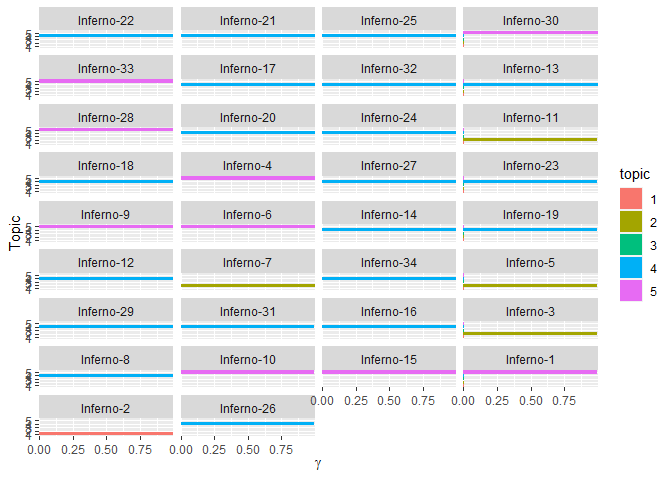 Inferno-22 Inferno-21 Inferno-25 Inferno-30
Inferno-33 Inferno-17 Inferno-32 Inferno-13
Inferno-28 Inferno-20 Inferno-24 Inferno-11
Inferno-18 Inferno-4 Inferno-27 Inferno-23
Inferno-9 Inferno-6 Inferno-14 Inferno-19
Inferno-12 Inferno-7 Inferno-34 Inferno-5
Inferno-29 Inferno-31 Inferno-16 Inferno-3
Inferno-8 Inferno-10 Inferno-15 Inferno-1
0.00 0.25 0.50 0.75 0.00 0.25 0.50 0.75
Inferno-2 Inferno-26
0.00 0.25 0.50 0.75 0.00 0.25 0.50 0.75
γ
Topic
topic
1
2
3
4
5